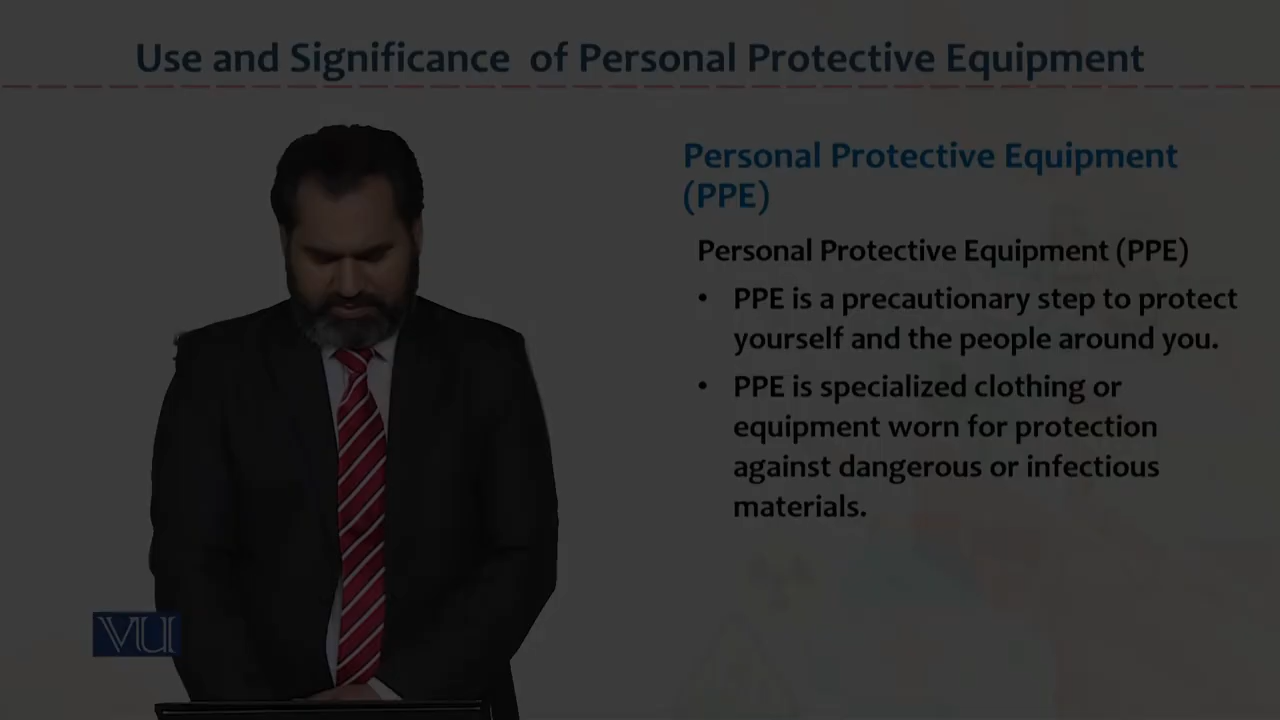 Use and Significance of Personal Protective Equipment
Personal Protective Equipment
(PPE)
Personal Protective Equipment (PPE)
• PPE is a precautionary step to protect
yourself and the people around you.
• PPE is specialized clothing or
equipment worn for protection
against dangerous or infectious
materials.
VU